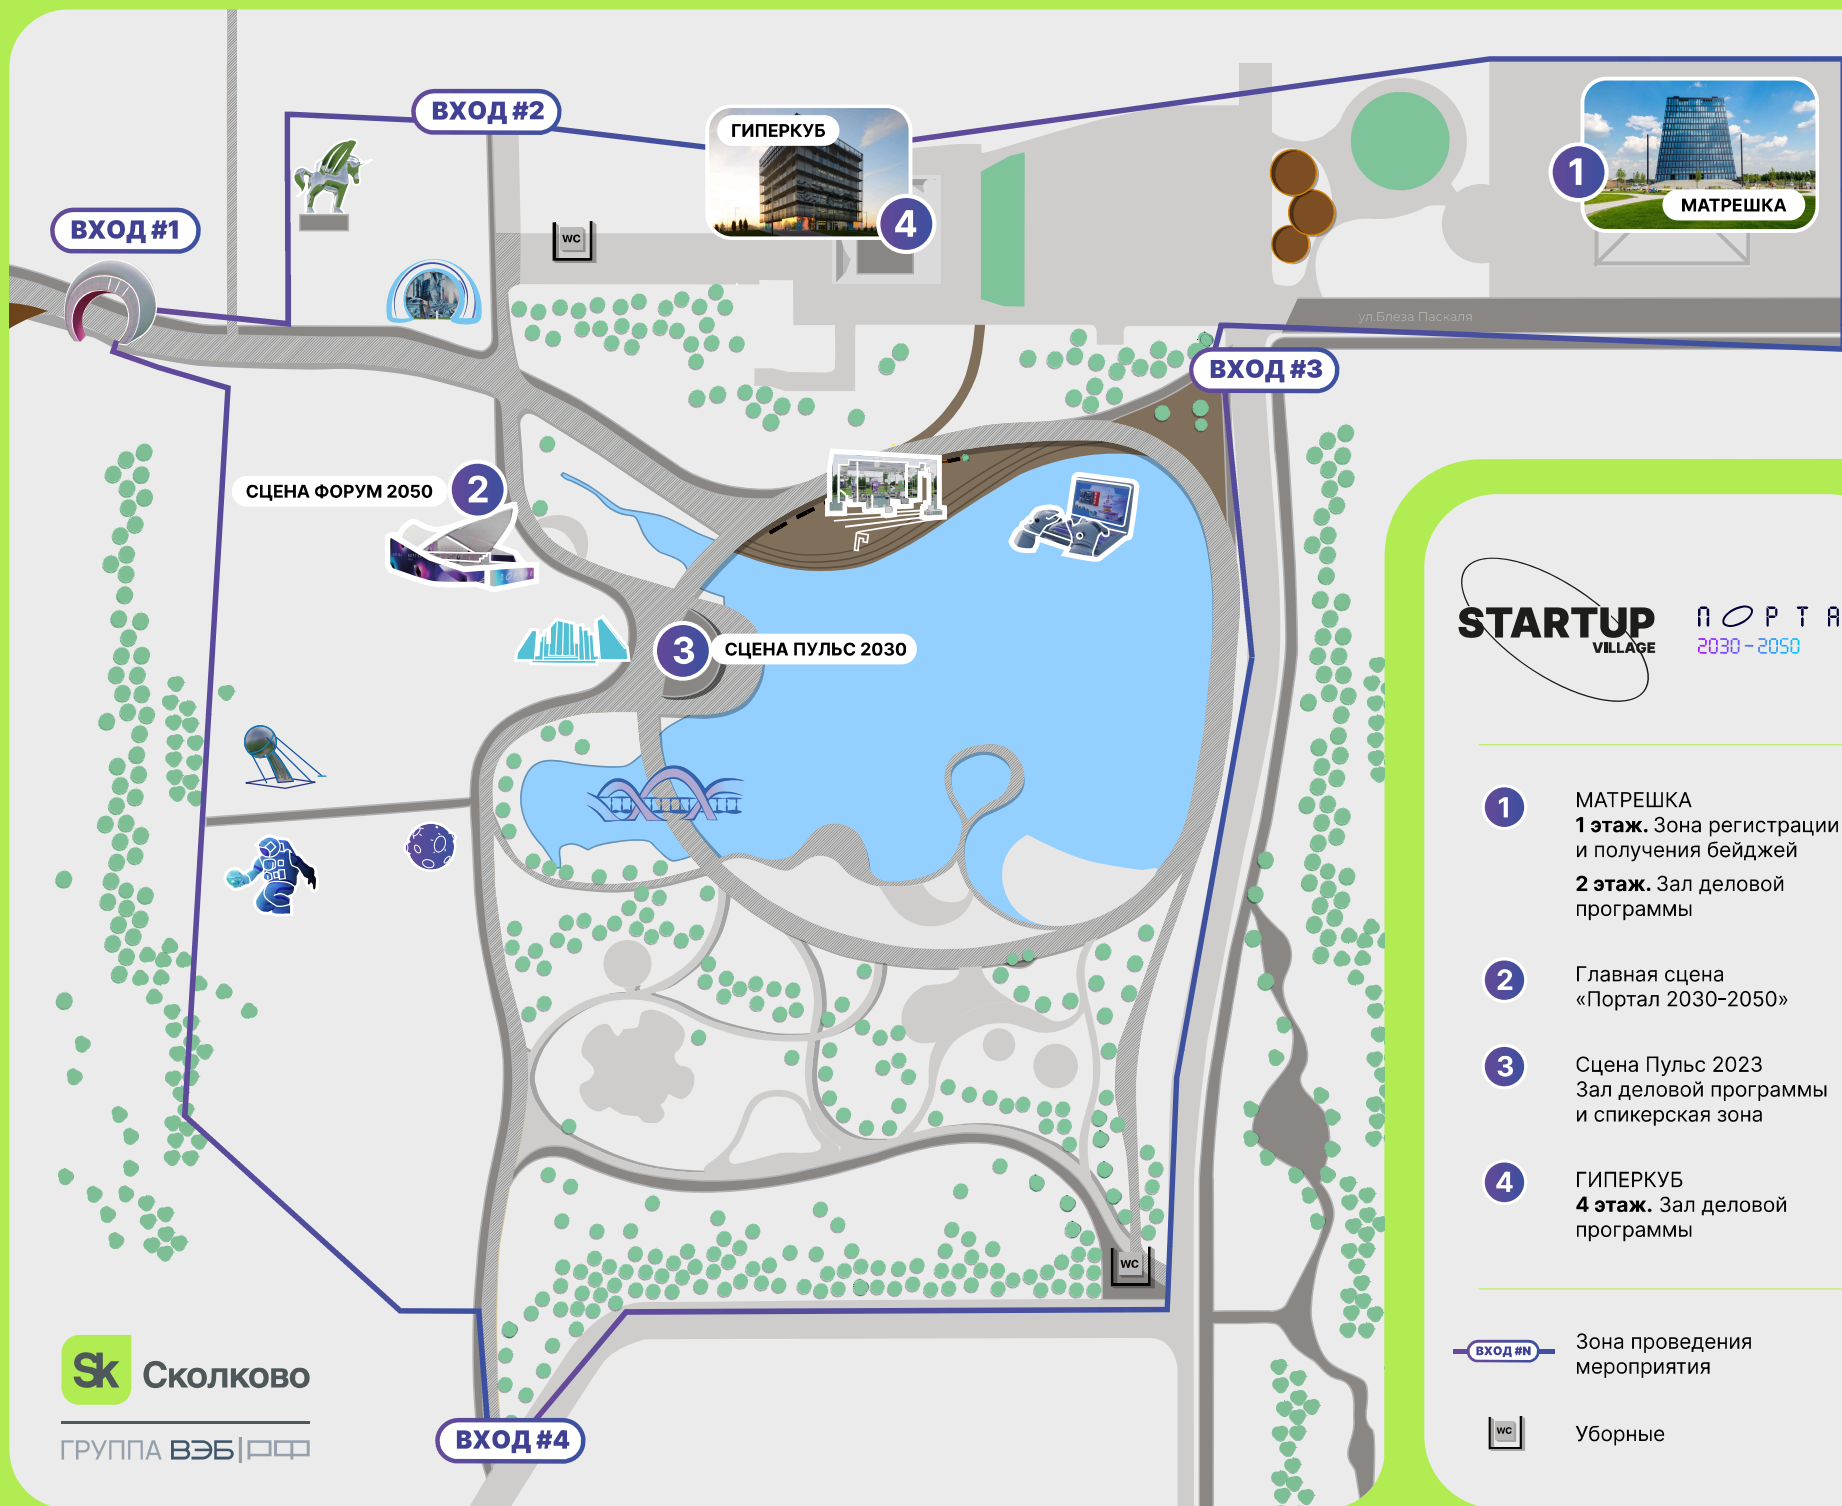 ВХОД #2
ГИПЕРКУБ
4
1
МАТРЕШКА
ВХОД #1
WC
ул.Блеза Паскаля
ВХОД #3
СЦЕНА ФОРУМ 2050
2
3
СЦЕНА ПУЛЬС 2030
WC
ВХОД #4
Sk Сколково
ГРУППА ВЭБ|РФ
STARTUP
VILLAGE
ПОРТА
2030-2050
1
МАТРЕШКА
1 этаж. Зона регистрации
и получения бейджей
2 этаж. Зал деловой
программы
2
Главная сцена
«Портал 2030-2050»
3
Сцена Пульс 2023
Зал деловой программы
и спикерская зона
4
ГИПЕРКУБ
4 этаж. Зал деловой
программы
ВХОД #N
Зона проведения
мероприятия
WC
Уборные